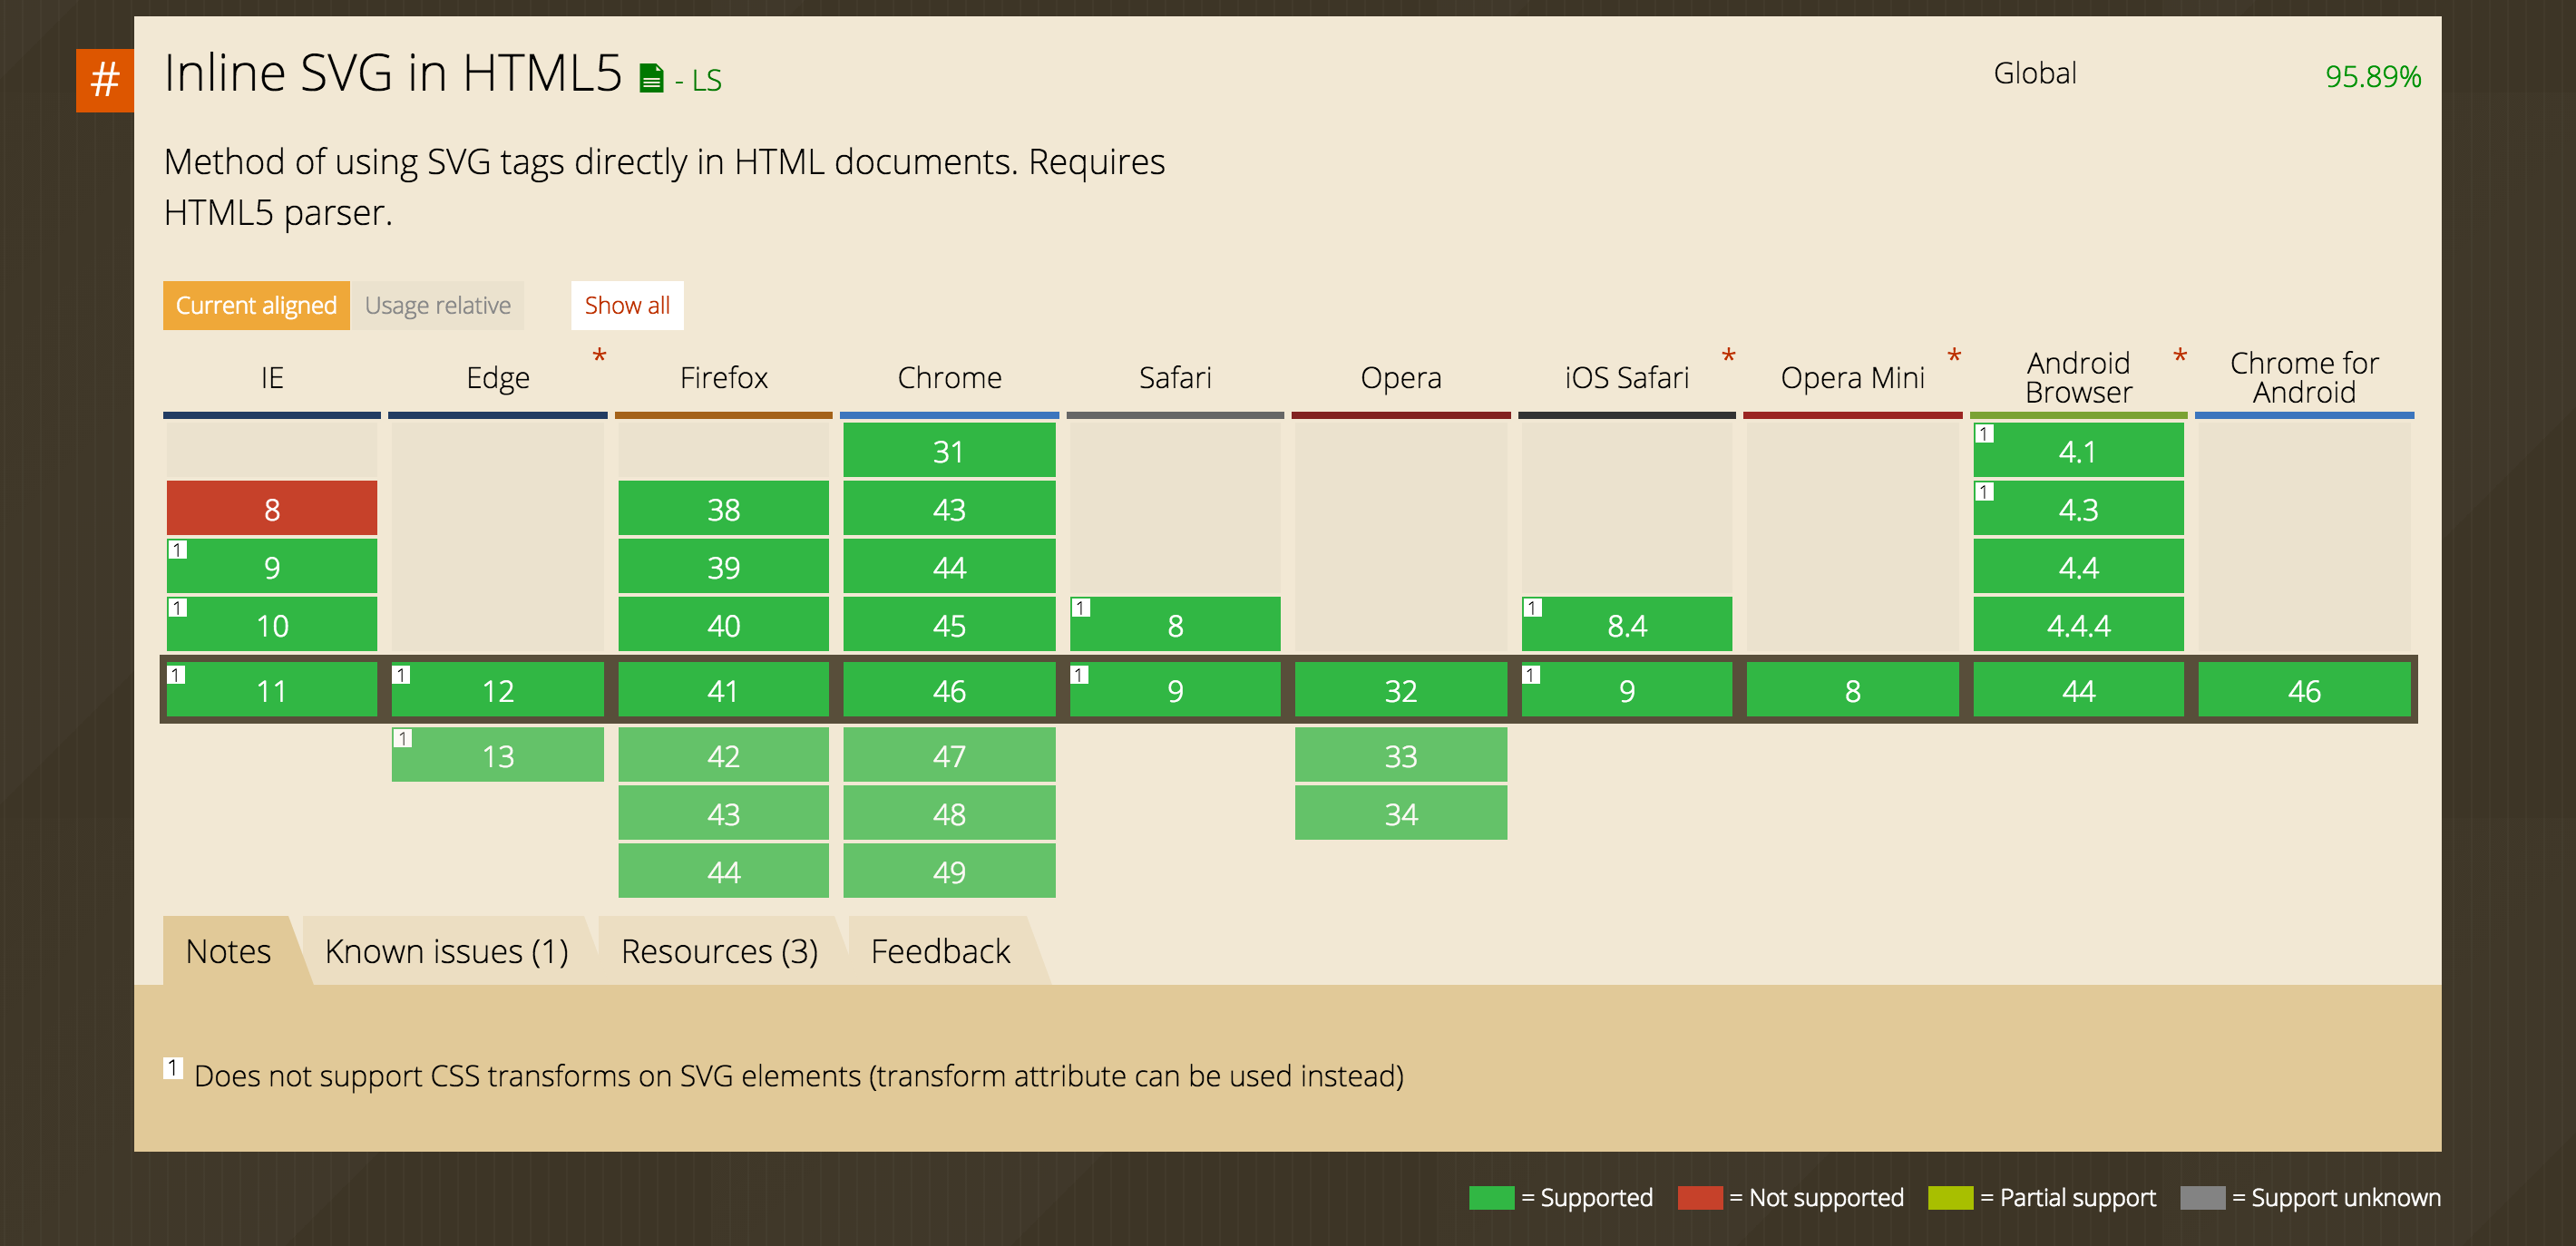 #
Inline SVG in HTML5 - LS
Global 95.89%
Method of using SVG tags directly in HTML documents. Requires
HTML5 parser.
Current aligned Usage relative Show all
IE Edge * Firefox Chrome Safari Opera iOS Safari * Opera Mini * Android Browser * Chrome for Android
31 1 4.1
8 38 43 1 4.3
1 9 39 44 4.4
1 10 40 45 1 8 1 8.4 4.4.4
1 11 1 12 41 46 1 9 32 1 9 8 44 46
1 13 42 47 33
43 48 34
44 49
Notes Known issues (1) Resources (3) Feedback
1 Does not support CSS transforms on SVG elements (transform attribute can be used instead)
= Supported = Not supported = Partial support = Support unknown